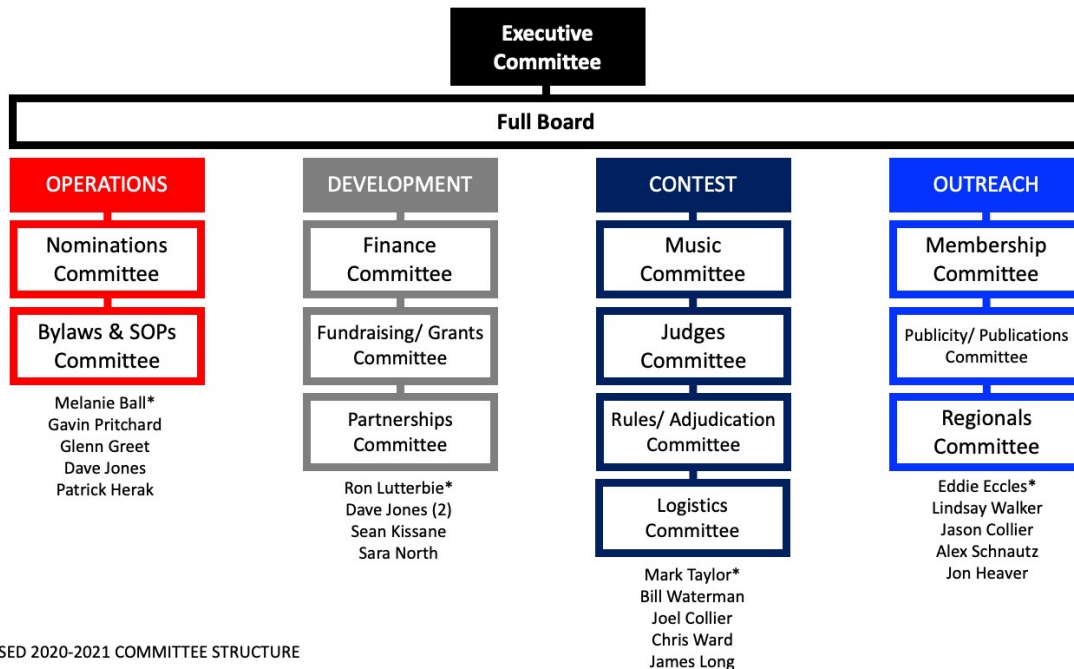 Executive
Committee
Full Board
OPERATIONS
Nominations
Committee
Bylaws & SOPs
Committee
Melanie Ball*
Gavin Pritchard
Glenn Greet
Dave Jones
Patrick Herak
DEVELOPMENT
Finance
Committee
Fundraising/ Grants
Committee
Partnerships
Committee
Ron Lutterbie*
Dave Jones (2)
Sean Kissane
Sara North
CONTEST
Music
Committee
Judges
Committee
Rules/ Adjudication
Committee
Logistics
Committee
Mark Taylor*
Bill Waterman
Joel Collier
Chris Ward
James Long
OUTREACH
Membership
Committee
Publicity/ Publications
Committee
Regionals
Committee
Eddie Eccles*
Lindsay Walker
Jason Collier
Alex Schnautz
Jon Heaver
SED 2020-2021 COMMITTEE STRUCTURE